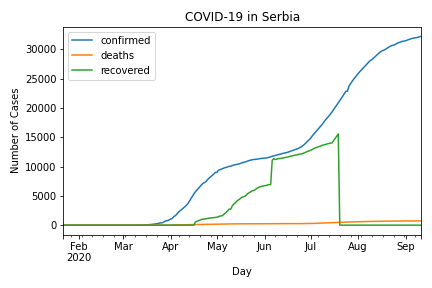 COVID-19 in Serbia
confirmed
deaths
recovered
Number of Cases
30000
25000
20000
15000
10000
5000
0
Feb Mar Apr May Jun Jul Aug Sep
2020
Day